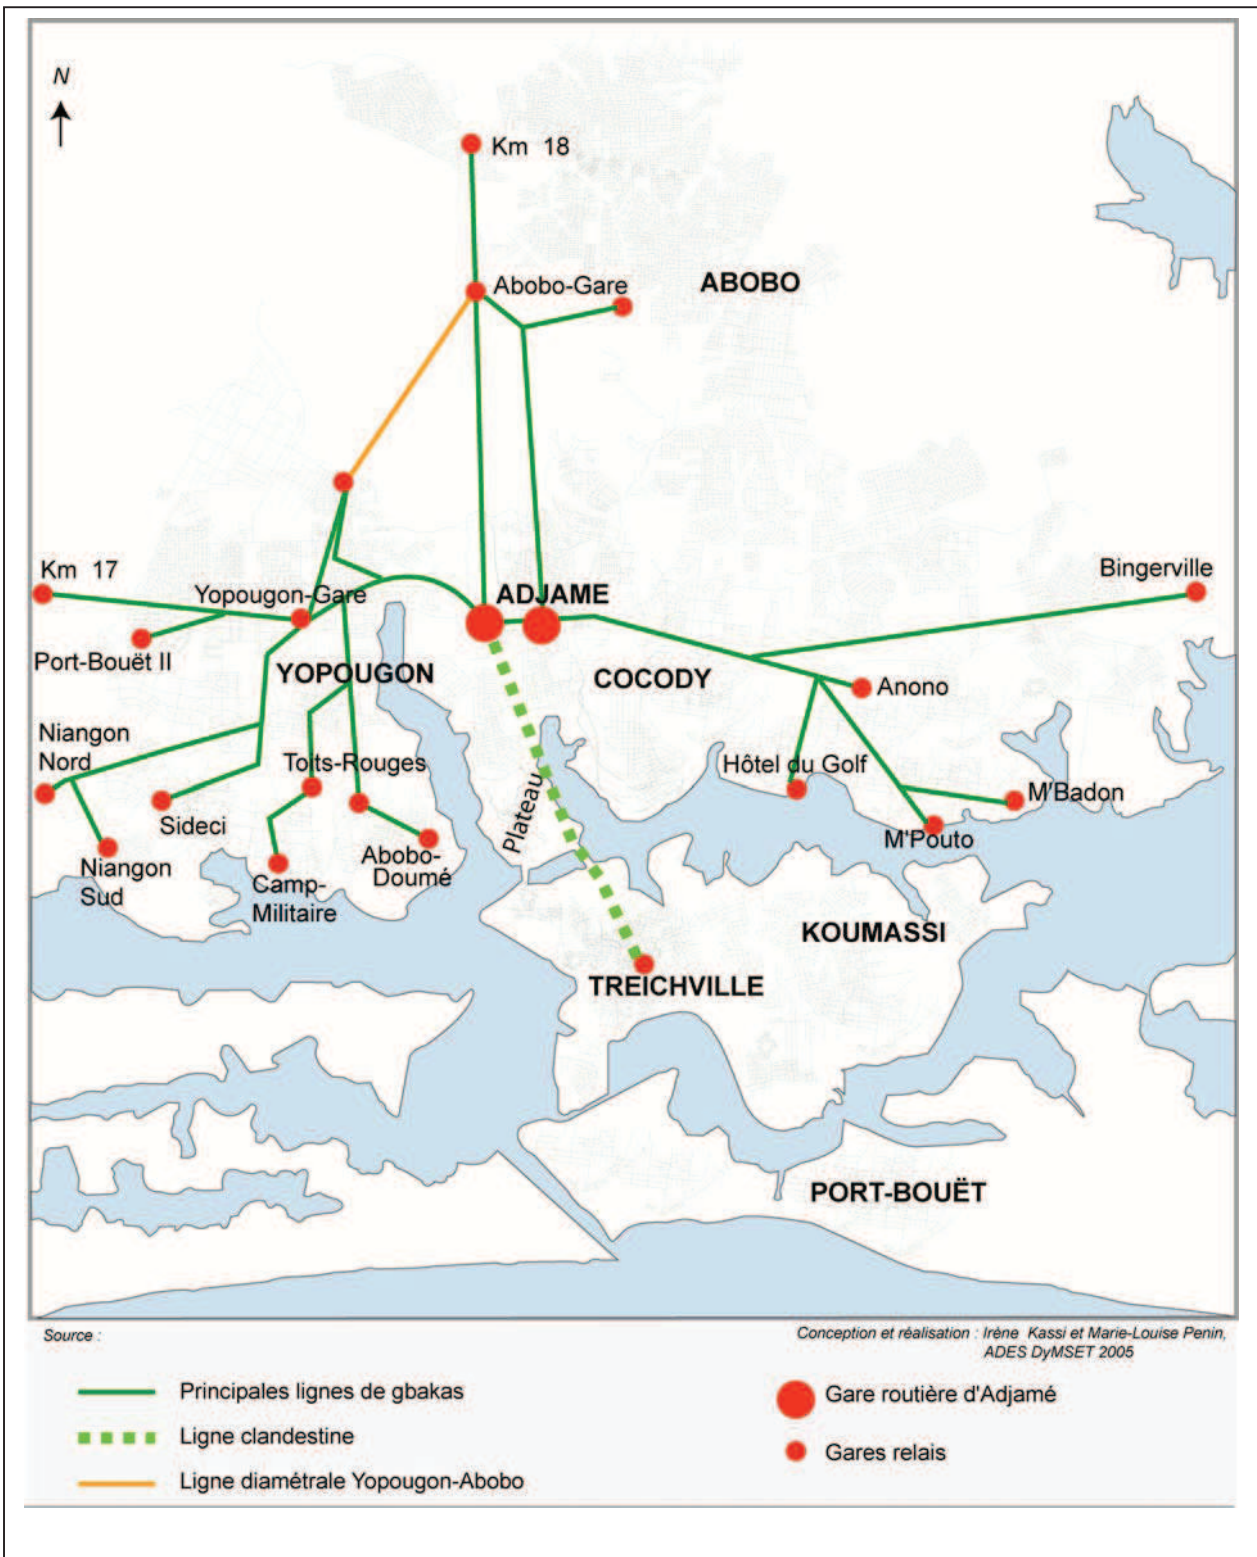 N
Km 18
Abobo-Gare
ABOBO
Km 17
Yopougon-Gare
ADJAME
Bingerville
Port-Bouët II
YOPOUGON
COCODY
Anono
Niangon
Nord
Toits-Rouges
Hôtel du Golf
M'Badon
Sideci
Plateau
M'Pouto
Niangon
Sud
Camp-
Militaire
Abobo-
Doumé
KOUMASSI
TREICHVILLE
PORT-BOUËT
Source :
Conception et réalisation : Irène Kassi et Marie-Louise Penin,
ADES DyMSET 2005
Principales lignes de gbakas
Ligne clandestine
Ligne diamétrale Yopougon-Abobo
Gare routière d'Adjamé
Gares relais